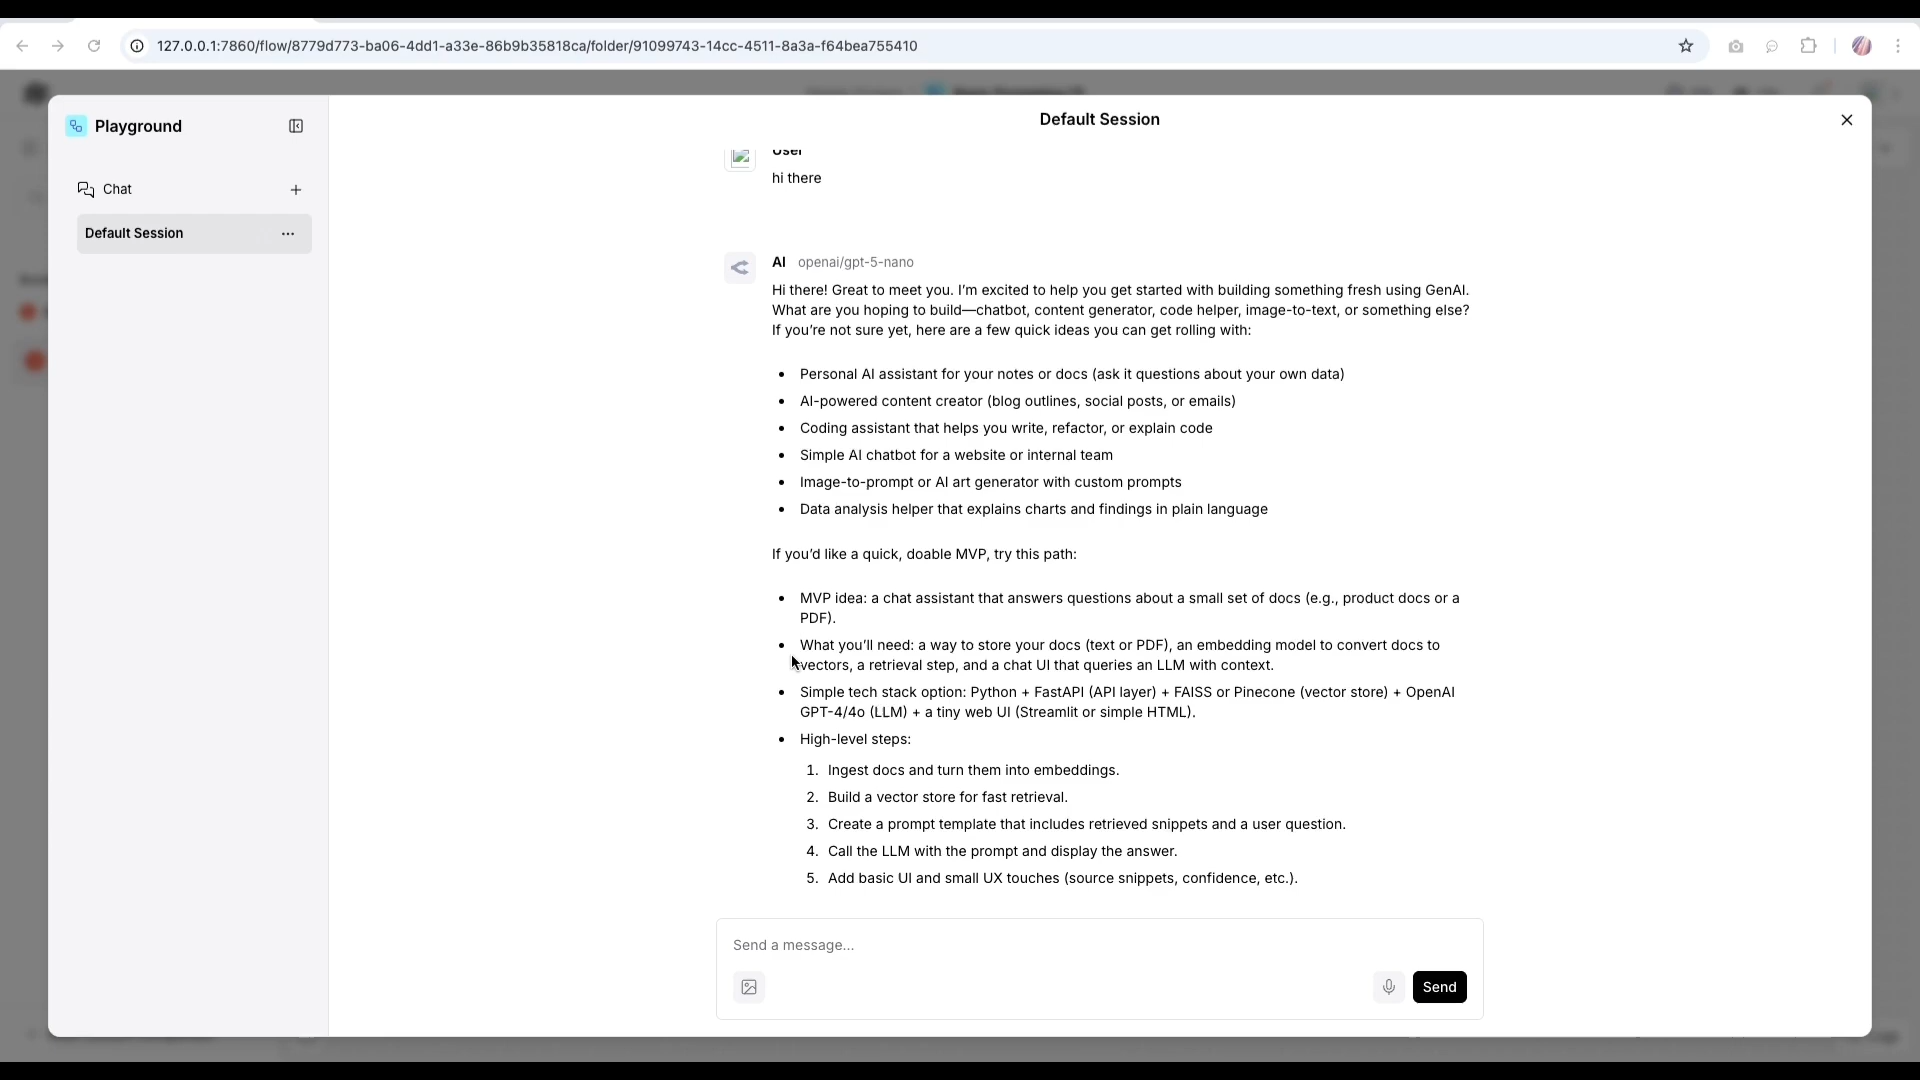 127.0.0.1:7860/flow/8779d773-ba06-4dd1-a33e-86b9b35818ca/folder/91099743-14cc-4511-8a3a-f64bea755410
Playground
Default Session
Chat
Default Session
User
hi there
AI openai/gpt-5-nano
Hi there! Great to meet you. I’m excited to help you get started with building something fresh using GenAI.
What are you hoping to build—chatbot, content generator, code helper, image-to-text, or something else?
If you’re not sure yet, here are a few quick ideas you can get rolling with:
• Personal AI assistant for your notes or docs (ask it questions about your own data)
• AI-powered content creator (blog outlines, social posts, or emails)
• Coding assistant that helps you write, refactor, or explain code
• Simple AI chatbot for a website or internal team
• Image-to-prompt or AI art generator with custom prompts
• Data analysis helper that explains charts and findings in plain language
If you’d like a quick, doable MVP, try this path:
• MVP idea: a chat assistant that answers questions about a small set of docs (e.g., product docs or a
PDF).
• What you’ll need: a way to store your docs (text or PDF), an embedding model to convert docs to
vectors, a retrieval step, and a chat UI that queries an LLM with context.
• Simple tech stack option: Python + FastAPI (API layer) + FAISS or Pinecone (vector store) + OpenAI
GPT-4/4o (LLM) + a tiny web UI (Streamlit or simple HTML).
• High-level steps:
1. Ingest docs and turn them into embeddings.
2. Build a vector store for fast retrieval.
3. Create a prompt template that includes retrieved snippets and a user question.
4. Call the LLM with the prompt and display the answer.
5. Add basic UI and small UX touches (source snippets, confidence, etc.).
Send a message...
Send